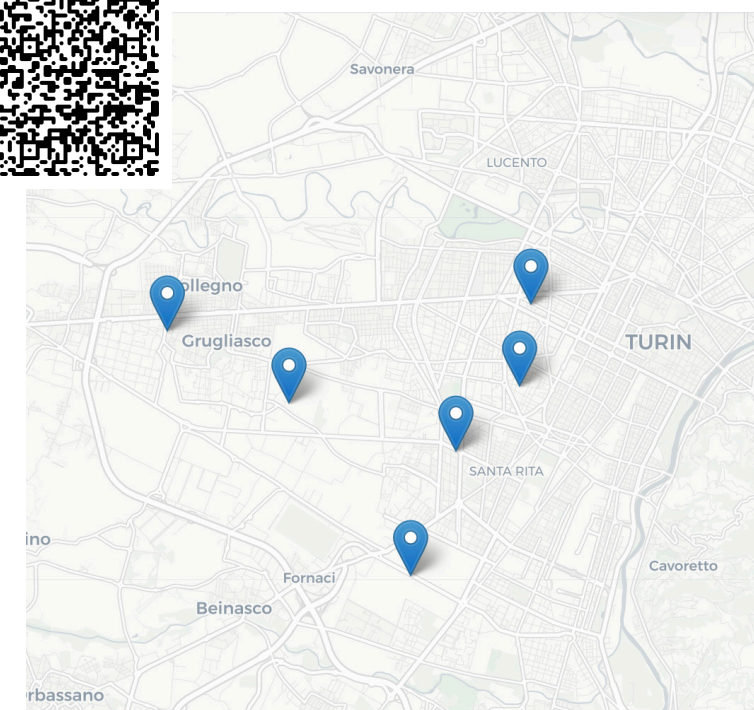 Savonera
LUCENTO
ollegno
Grugliasco
TURIN
SANTA RITA
ino
Cavoretto
Fornaci
Beinasco
rbassano